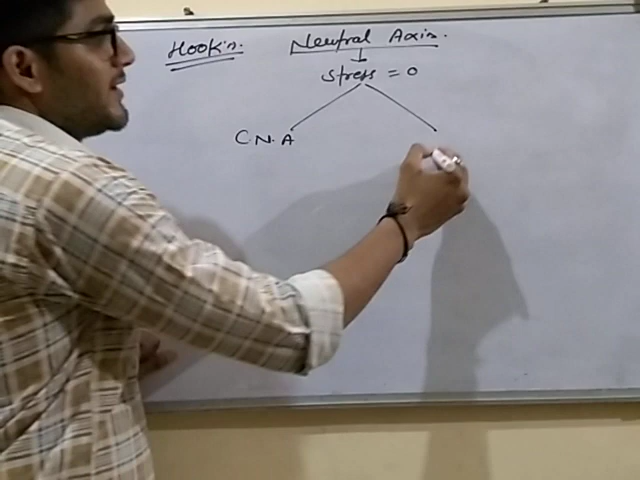 Hook's.
Neutral Axis.
Stress = 0
C.N.A